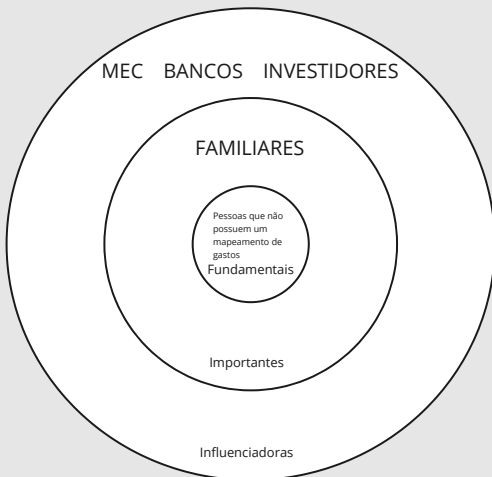 MEC BANCOS INVESTIDORES
FAMILIARES
Pessoas que não
possuem um
mapeamento de
gastos
Fundamentais
Importantes
Influenciadoras